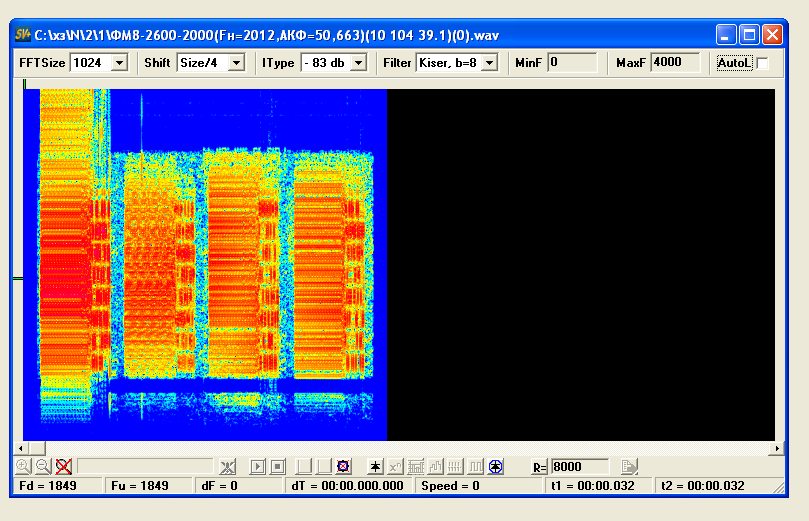 SV+ C:\хз\N\2\1\ФМ8-2600-2000(Fн=2012,АКФ=50,663)(10 104 39.1)(0).wav
FFTSize 1024 Shift Size/4 IType - 83 db Filter Kiser, b=8 MinF 0 MaxF 4000 AutoL
R= 8000
Fd = 1849 Fu = 1849 dF = 0 dT = 00:00.000.000 Speed = 0 t1 = 00:00.032 t2 = 00:00.032